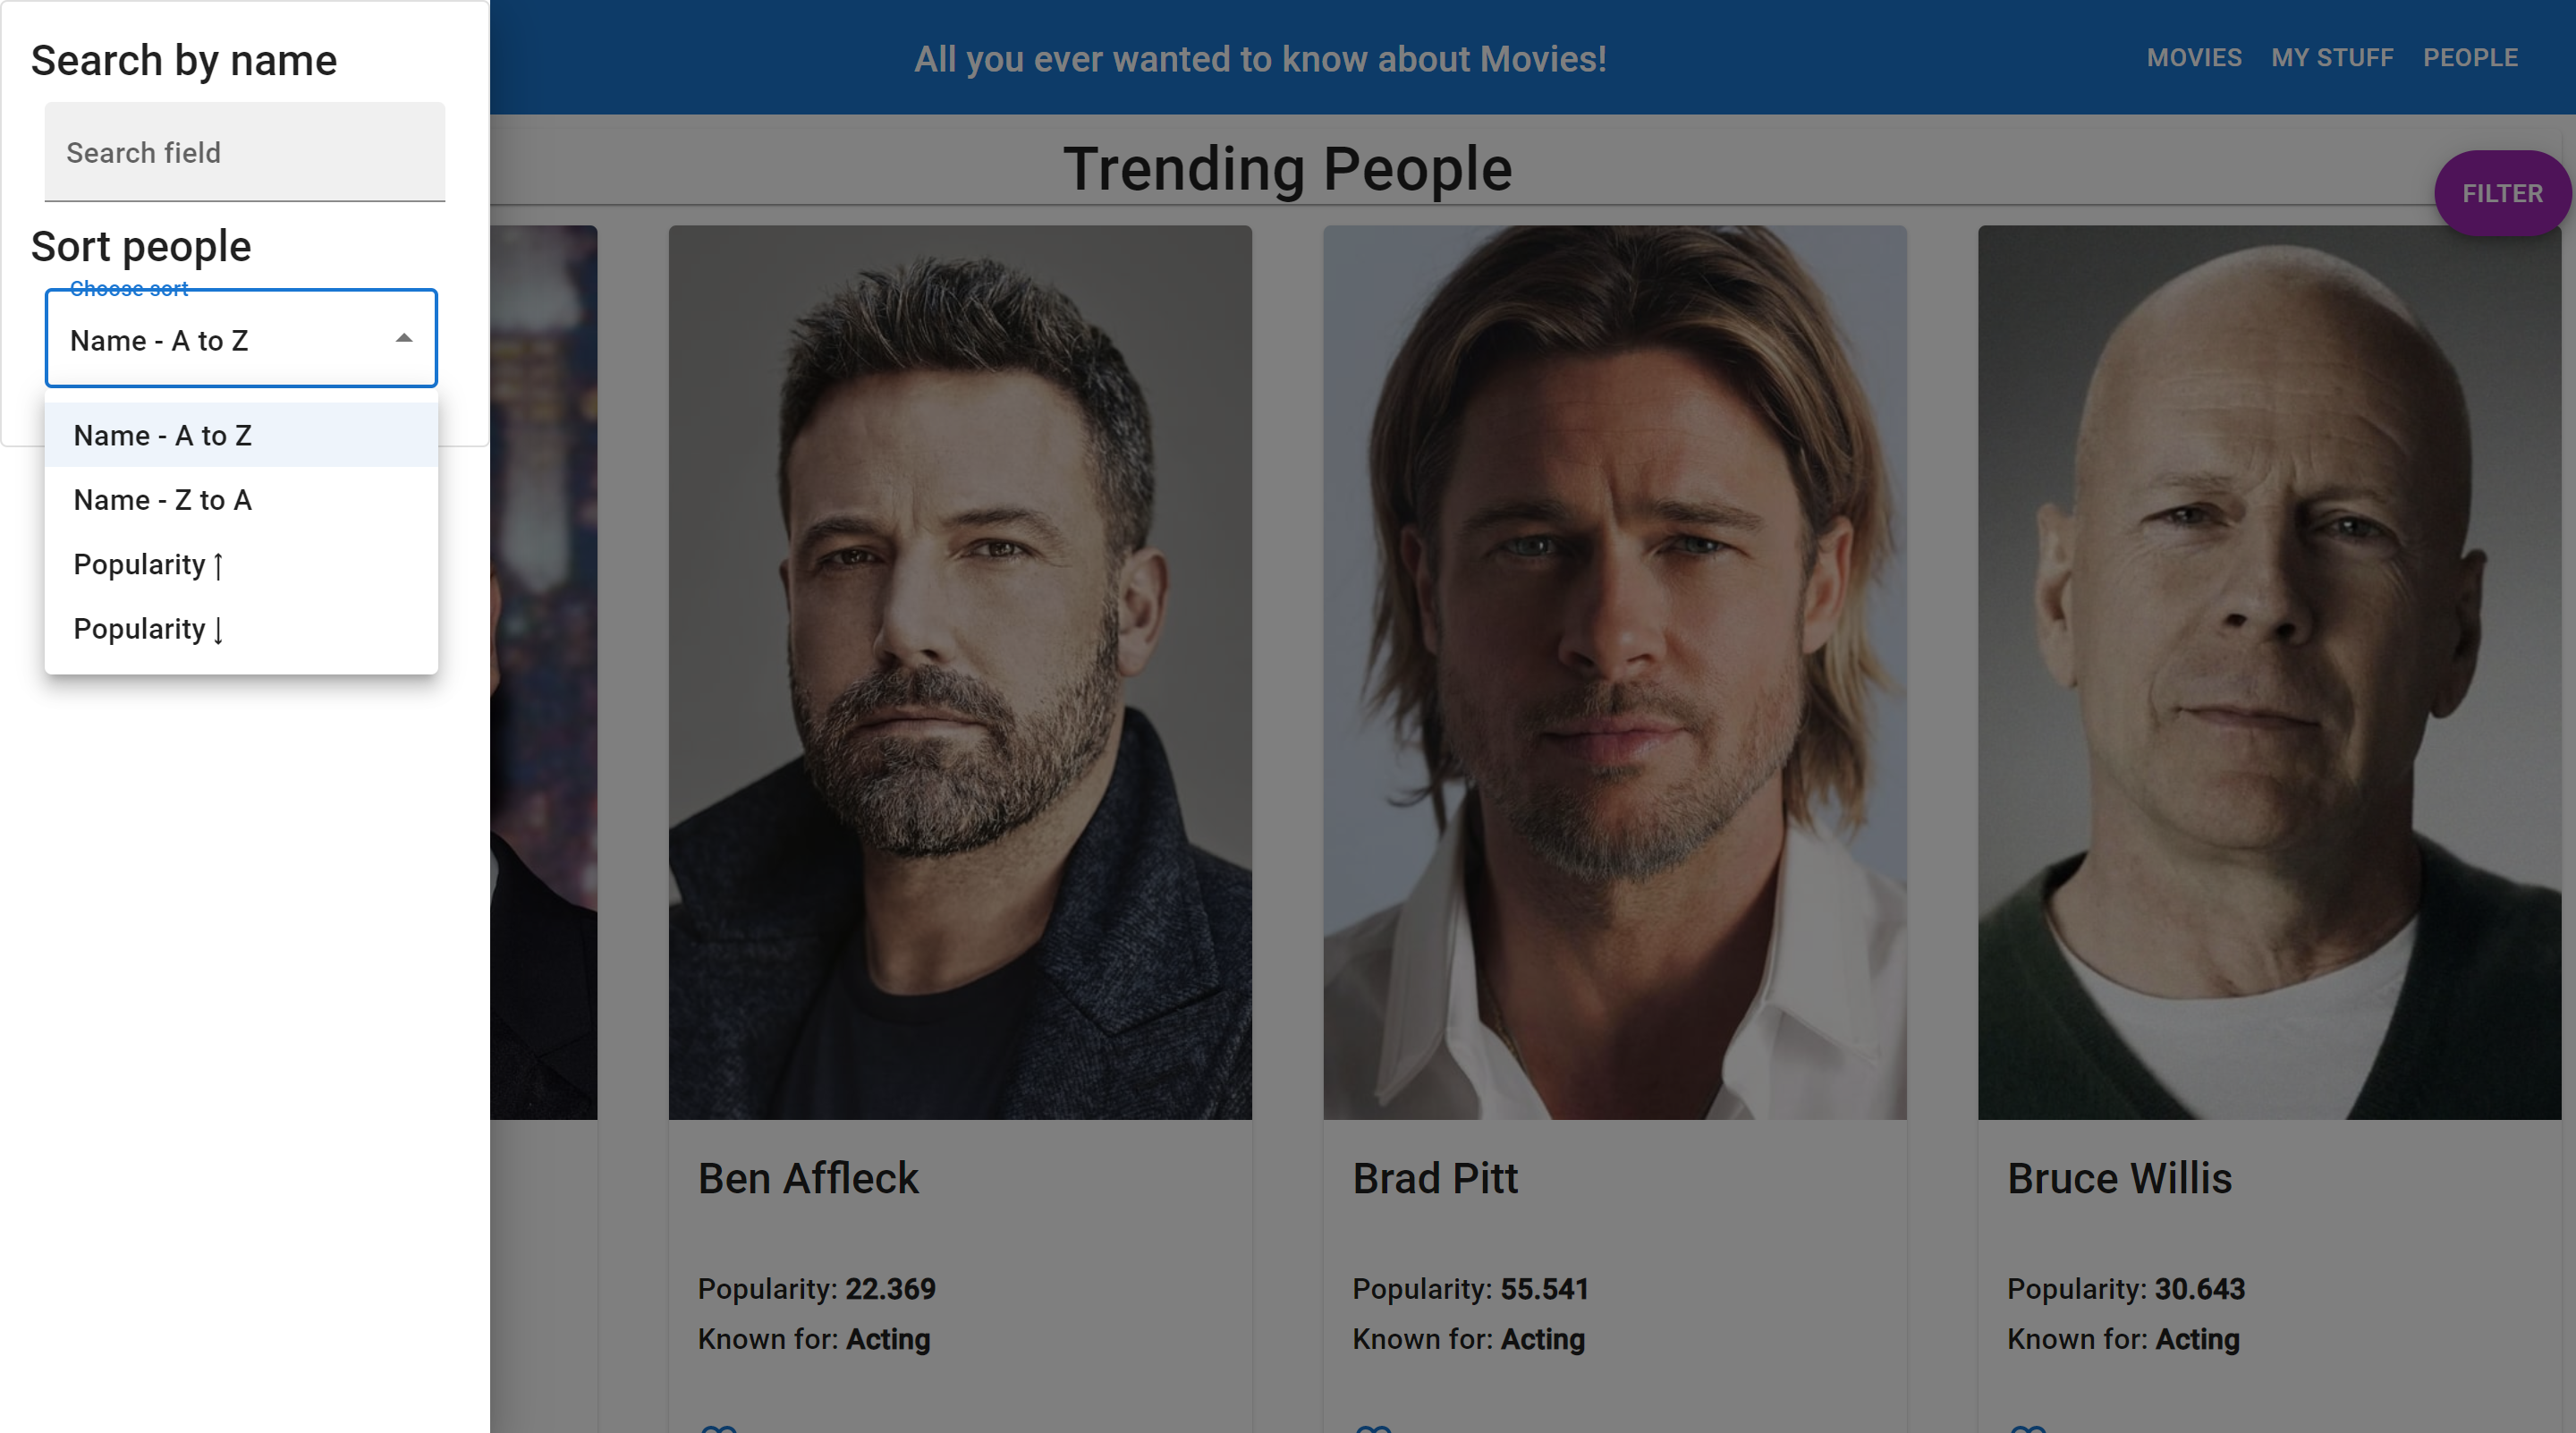 Search by name
Search field
Sort people
Choose sort
Name - A to Z
Name - A to Z
Name - Z to A
Popularity ↑
Popularity ↓
All you ever wanted to know about Movies!
MOVIES MY STUFF PEOPLE
Trending People
FILTER
Ben Affleck
Popularity: 22.369
Known for: Acting
Brad Pitt
Popularity: 55.541
Known for: Acting
Bruce Willis
Popularity: 30.643
Known for: Acting